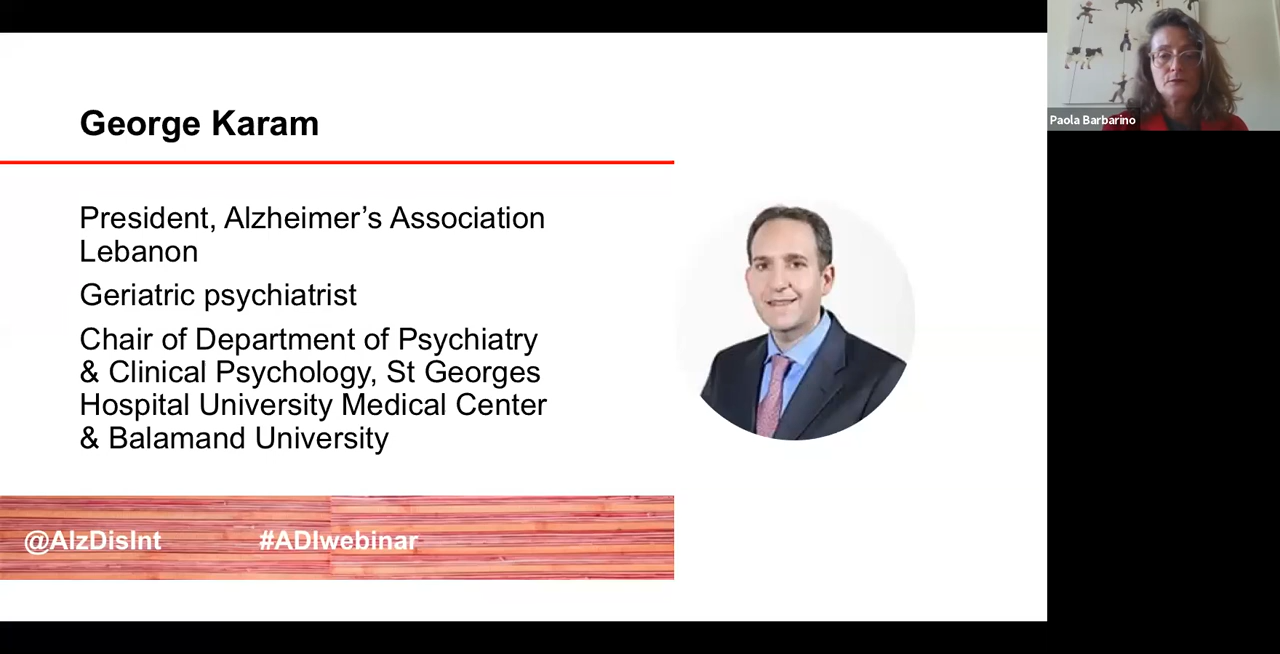 George Karam
President, Alzheimer’s Association
Lebanon
Geriatric psychiatrist
Chair of Department of Psychiatry
& Clinical Psychology, St Georges
Hospital University Medical Center
& Balamand University
@AlzDisInt
#ADIwebinar
Paola Barbarino